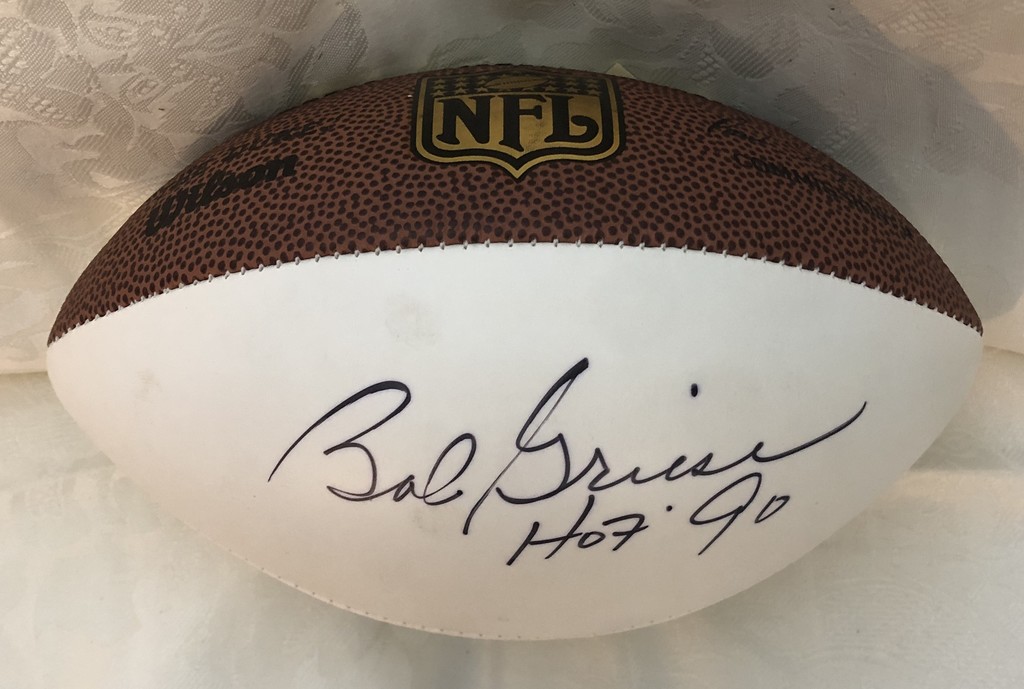 NFL
Wilson
Bob Griese
HOF 90